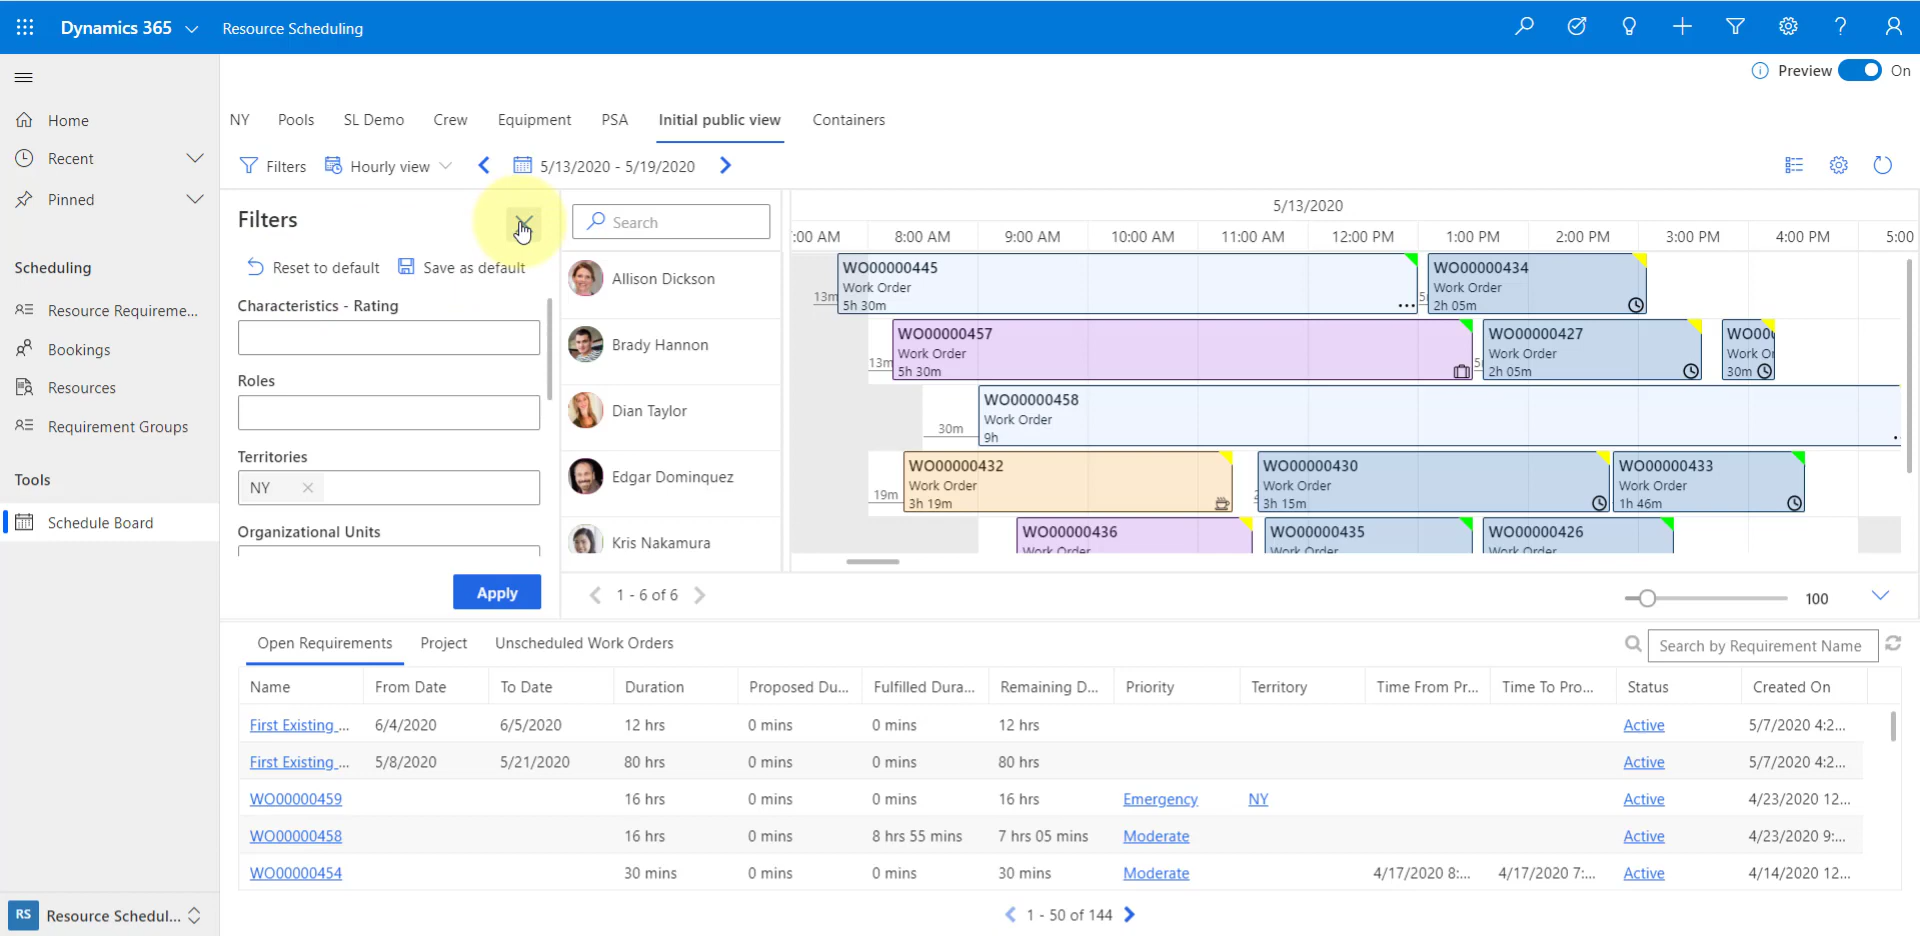 Dynamics 365
Resource Scheduling
Preview
On
Home
Recent
Pinned
Scheduling
Resource Requireme...
Bookings
Resources
Requirement Groups
Tools
Schedule Board
RS
Resource Schedul...
NY
Pools
SL Demo
Crew
Equipment
PSA
Initial public view
Containers
Filters
Hourly view
5/13/2020 - 5/19/2020
Filters
Reset to default
Save as default
Characteristics - Rating
Roles
Territories
NY
Organizational Units
Apply
Search
Allison Dickson
Brady Hannon
Dian Taylor
Edgar Dominquez
Kris Nakamura
1 - 6 of 6
5/13/2020
:00 AM 8:00 AM 9:00 AM 10:00 AM 11:00 AM 12:00 PM 1:00 PM 2:00 PM 3:00 PM 4:00 PM 5:00
13m
WO00000445
Work Order
5h 30m
...
5
WO00000434
Work Order
2h 05m
13m
WO00000457
Work Order
5h 30m
5
WO00000427
Work Order
2h 05m
WO00
Work Or
30m
30m
WO00000458
Work Order
9h
19m
WO00000432
Work Order
3h 19m
WO00000430
Work Order
3h 15m
WO00000433
Work Order
1h 46m
WO00000436
Work Order
WO00000435
Work Order
WO00000426
Work Order
100
Open Requirements
Project
Unscheduled Work Orders
Search by Requirement Name
Name From Date To Date Duration Proposed Du... Fulfilled Dura... Remaining D... Priority Territory Time From Pr... Time To Pro... Status Created On
First Existing ... 6/4/2020 6/5/2020 12 hrs 0 mins 0 mins 12 hrs Active 5/7/2020 4:2...
First Existing ... 5/8/2020 5/21/2020 80 hrs 0 mins 0 mins 80 hrs Active 5/7/2020 4:2...
WO00000459 16 hrs 0 mins 0 mins 16 hrs Emergency NY Active 4/23/2020 12...
WO00000458 16 hrs 0 mins 8 hrs 55 mins 7 hrs 05 mins Moderate Active 4/23/2020 9:...
WO00000454 30 mins 0 mins 0 mins 30 mins Moderate 4/17/2020 8:... 4/17/2020 7:... Active 4/14/2020 12...
1 - 50 of 144